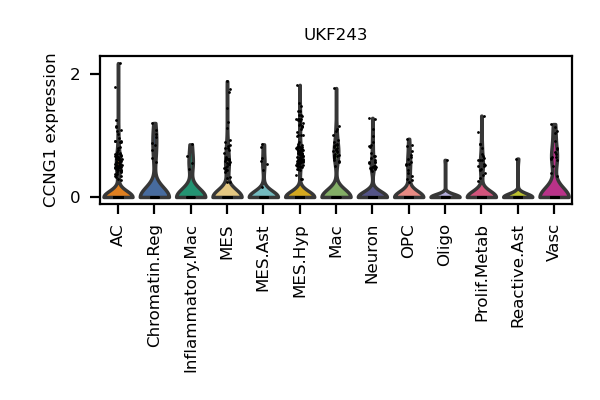 UKF243
CCNG1 expression
2
0
AC
Chromatin.Reg
Inflammatory.Mac
MES
MES.Ast
MES.Hyp
Mac
Neuron
OPC
Oligo
Prolif.Metab
Reactive.Ast
Vasc